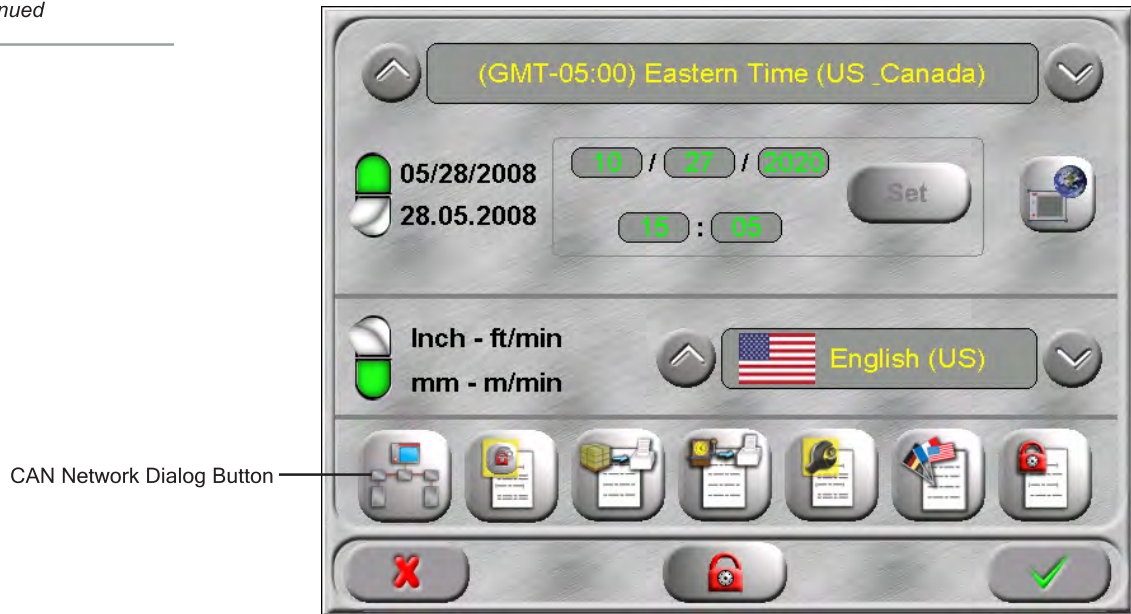 nued
(GMT-05:00) Eastern Time (US _Canada)
05/28/2008
28.05.2008
10 / 27 / 2020
15 : 05
Set
Inch - ft/min
mm - m/min
English (US)
CAN Network Dialog Button